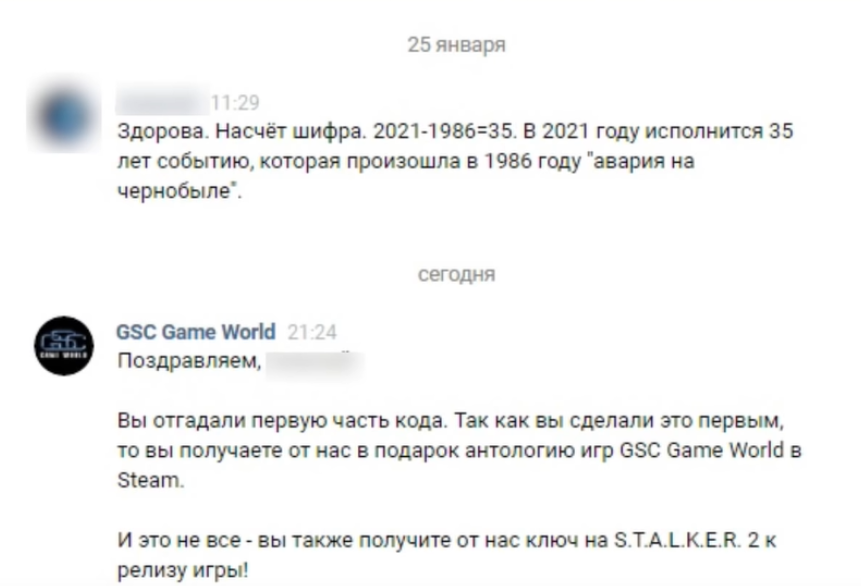 25 января
11:29
Здорова. Насчёт шифра. 2021-1986=35. В 2021 году исполнится 35
лет событию, которая произошла в 1986 году "авария на
чернобыле".
сегодня
GSC Game World 21:24
GSC
GAME WORLD
Поздравляем,
Вы отгадали первую часть кода. Так как вы сделали это первым,
то вы получаете от нас в подарок антологию игр GSC Game World в
Steam.
И это не все - вы также получите от нас ключ на S.T.A.L.K.E.R. 2 к
релизу игры!